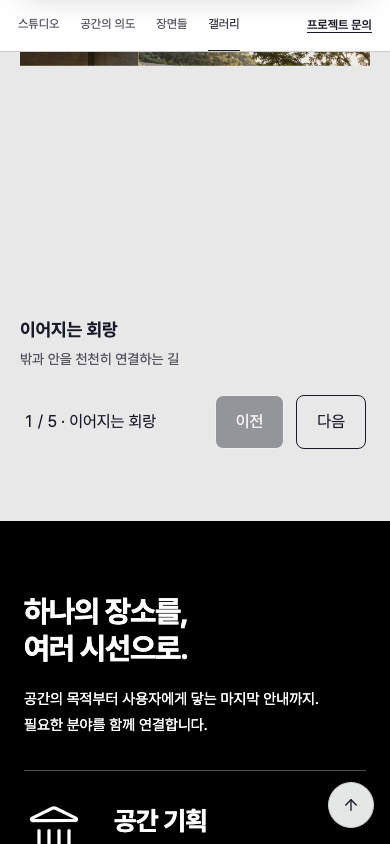 스튜디오 공간의 의도 장면들 갤러리 프로젝트 문의
이어지는 회랑
밖과 안을 천천히 연결하는 길
1 / 5 · 이어지는 회랑 이전 다음
하나의 장소를,
여러 시선으로.
공간의 목적부터 사용자에게 닿는 마지막 안내까지.
필요한 분야를 함께 연결합니다.
공간 기획